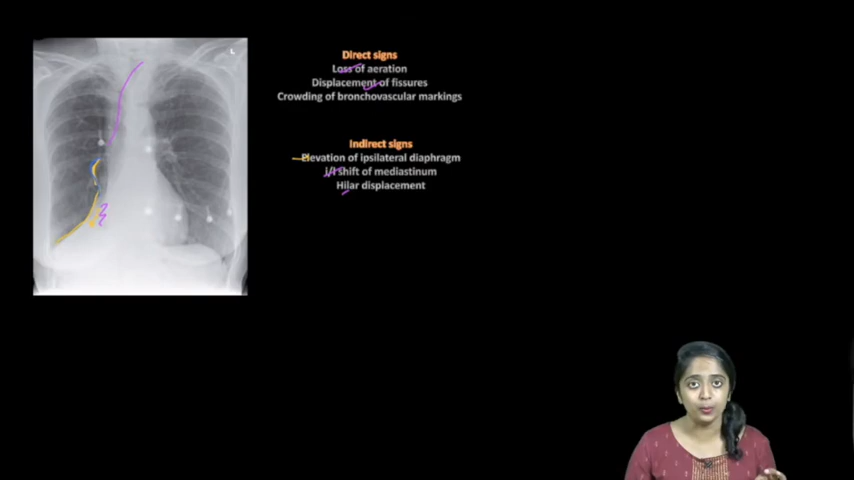 L
Direct signs
Loss of aeration
Displacement of fissures
Crowding of bronchovascular markings
Indirect signs
Elevation of ipsilateral diaphragm
I/l shift of mediastinum
Hilar displacement